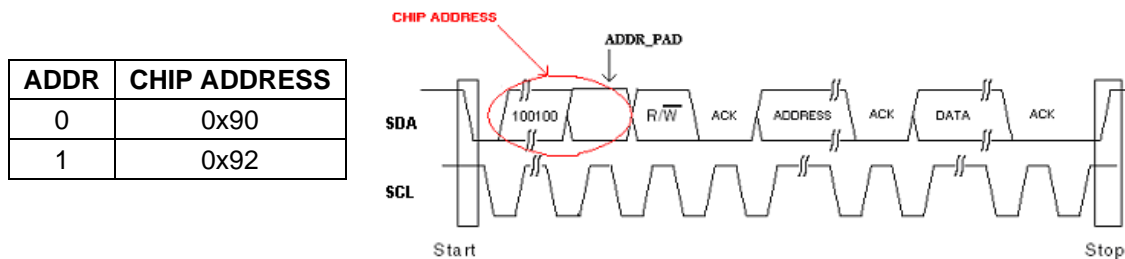 ADDR CHIP ADDRESS
0 0x90
1 0x92
CHIP ADDRESS
ADDR_PAD
SDA 100100 R/W̅ ACK ADDRESS ACK DATA ACK
SCL
Start Stop